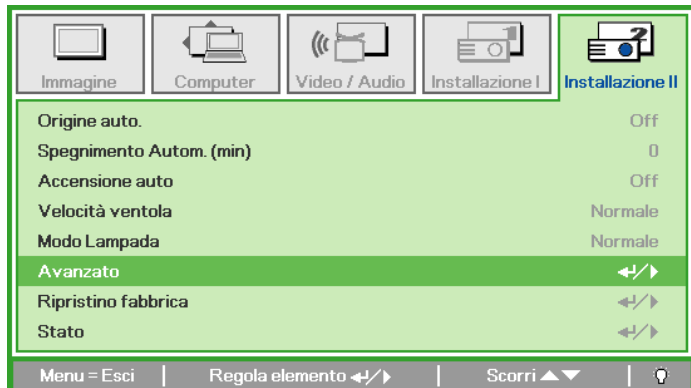 Immagine Computer Video / Audio Installazione I Installazione II
Origine auto. Off
Spegnimento Autom. (min) 0
Accensione auto Off
Velocità ventola Normale
Modo Lampada Normale
Avanzato
Ripristino fabbrica
Stato
Menu = Esci Regola elemento Scorri